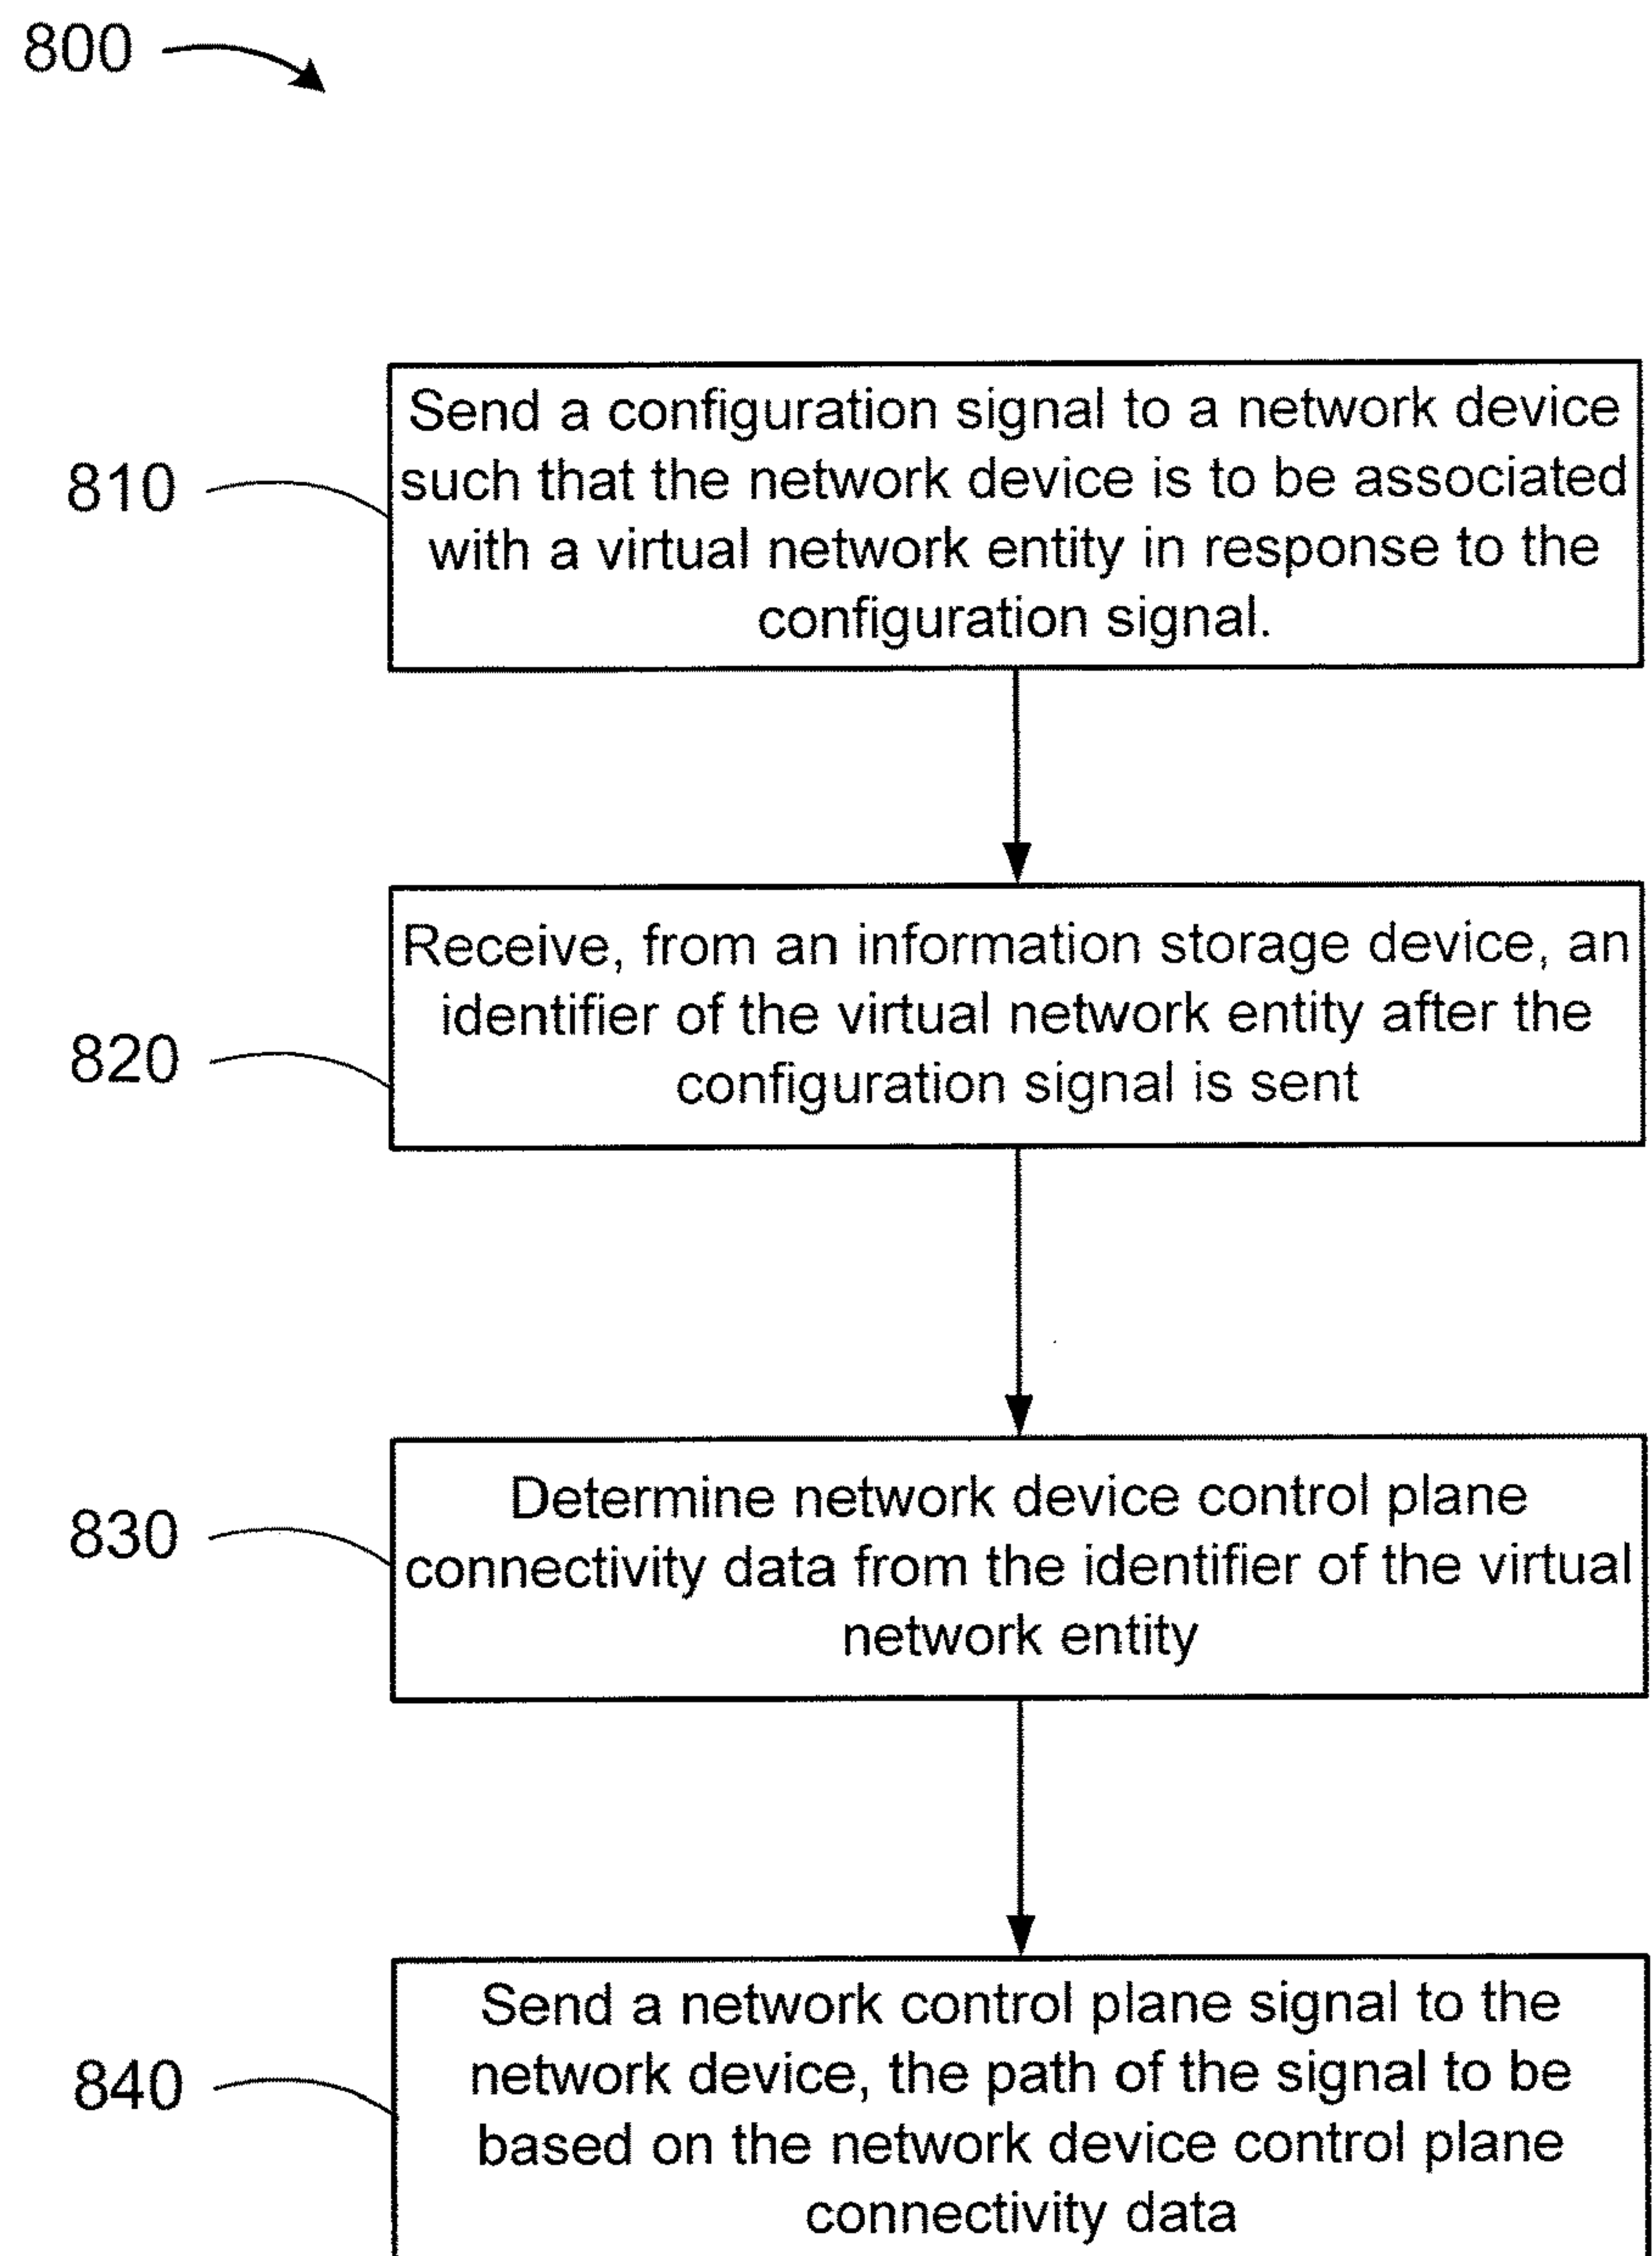 800
810
Send a configuration signal to a network device
such that the network device is to be associated
with a virtual network entity in response to the
configuration signal.
820
Receive, from an information storage device, an
identifier of the virtual network entity after the
configuration signal is sent
830
Determine network device control plane
connectivity data from the identifier of the virtual
network entity
840
Send a network control plane signal to the
network device, the path of the signal to be
based on the network device control plane
connectivity data